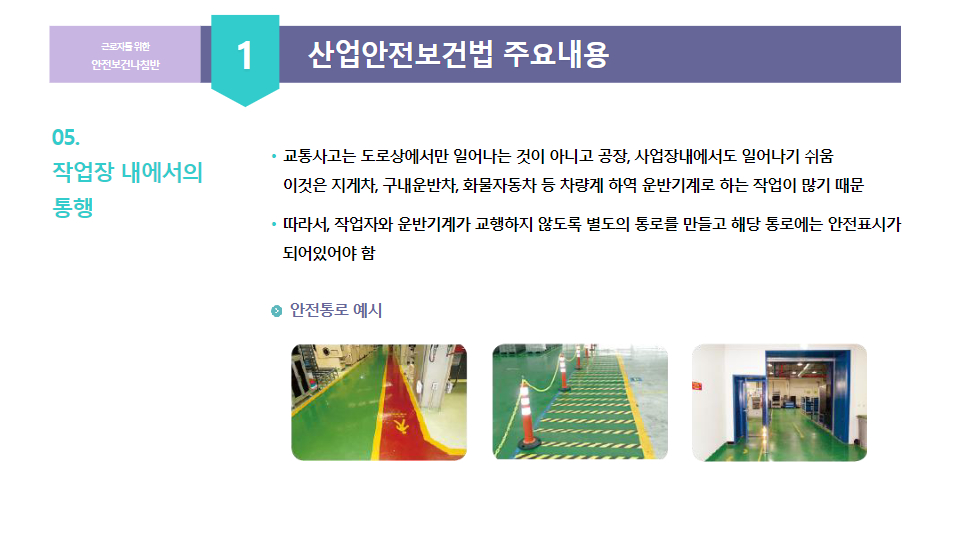 근로자를 위한
안전보건나침반
1
산업안전보건법 주요내용
05.
작업장 내에서의
통행
• 교통사고는 도로상에서만 일어나는 것이 아니고 공장, 사업장내에서도 일어나기 쉬움
이것은 지게차, 구내운반차, 화물자동차 등 차량계 하역 운반기계로 하는 작업이 많기 때문
• 따라서, 작업자와 운반기계가 교행하지 않도록 별도의 통로를 만들고 해당 통로에는 안전표시가
되어있어야 함
안전통로 예시